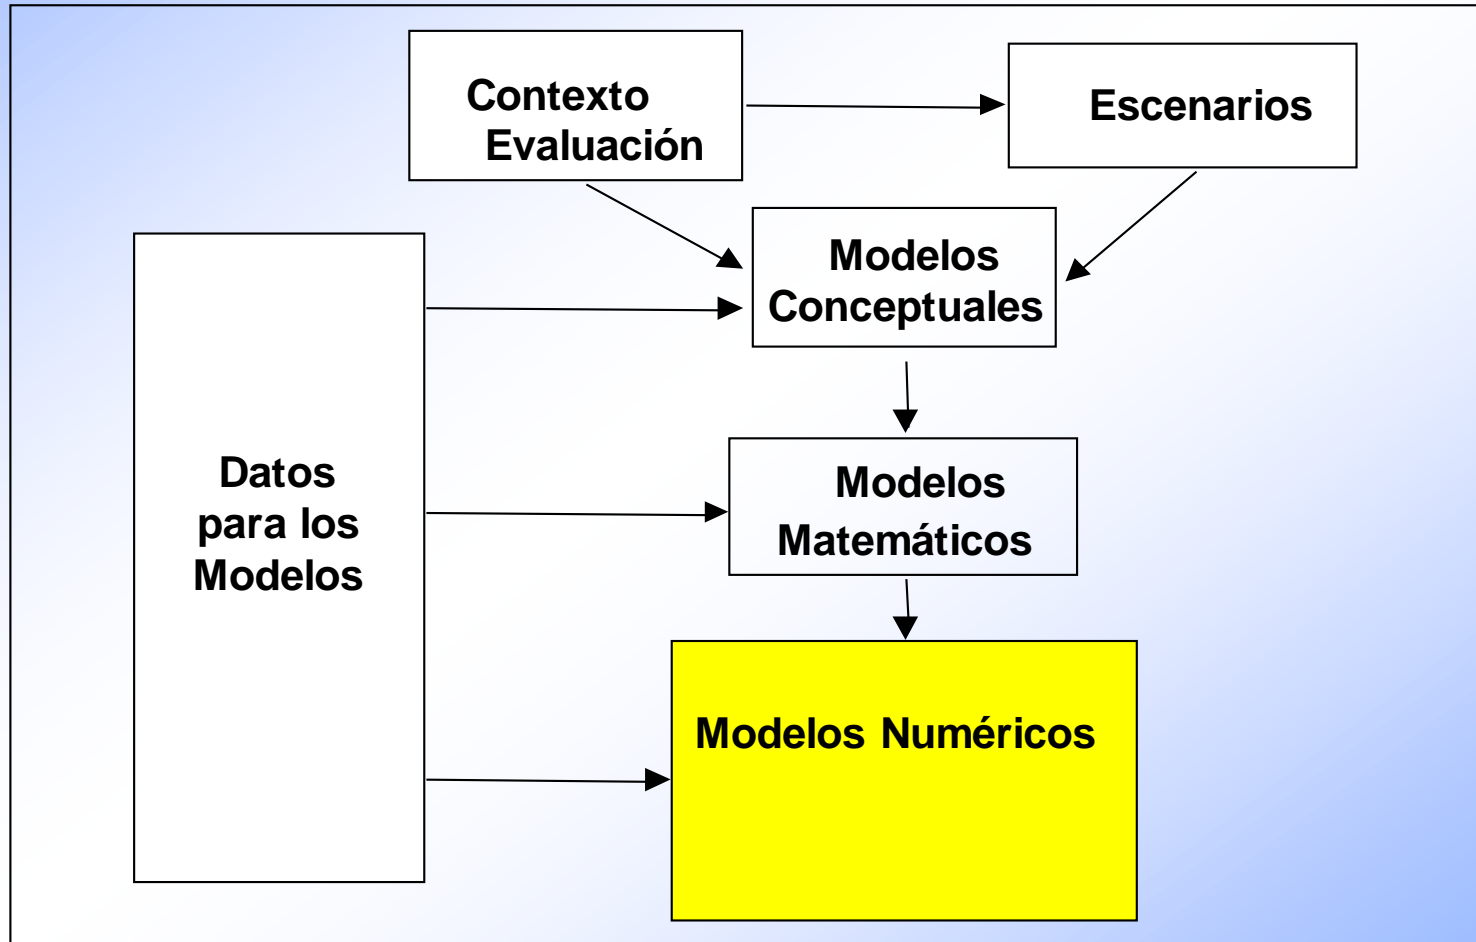 Contexto
Evaluación
Escenarios
Modelos
Conceptuales
Datos
para los
Modelos
Modelos
Matemáticos
Modelos Numéricos